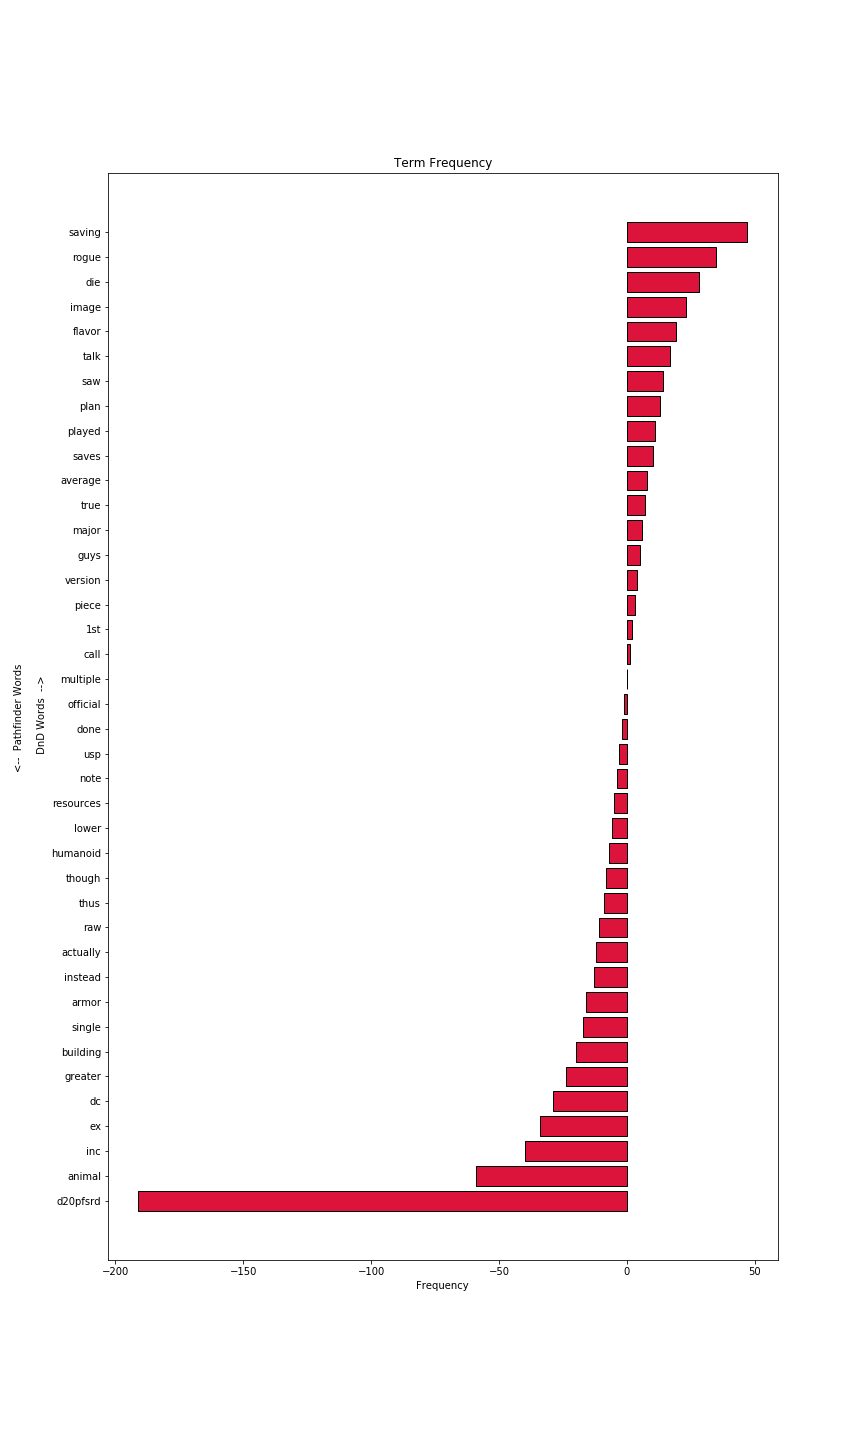 Term Frequency
saving
rogue
die
image
flavor
talk
saw
plan
played
saves
average
true
major
guys
version
piece
1st
call
multiple
official
done
usp
note
resources
lower
humanoid
though
thus
raw
actually
instead
armor
single
building
greater
dc
ex
inc
animal
d20pfsrd
<-- Pathfinder Words
DnD Words -->
−200 −150 −100 −50 0 50
Frequency